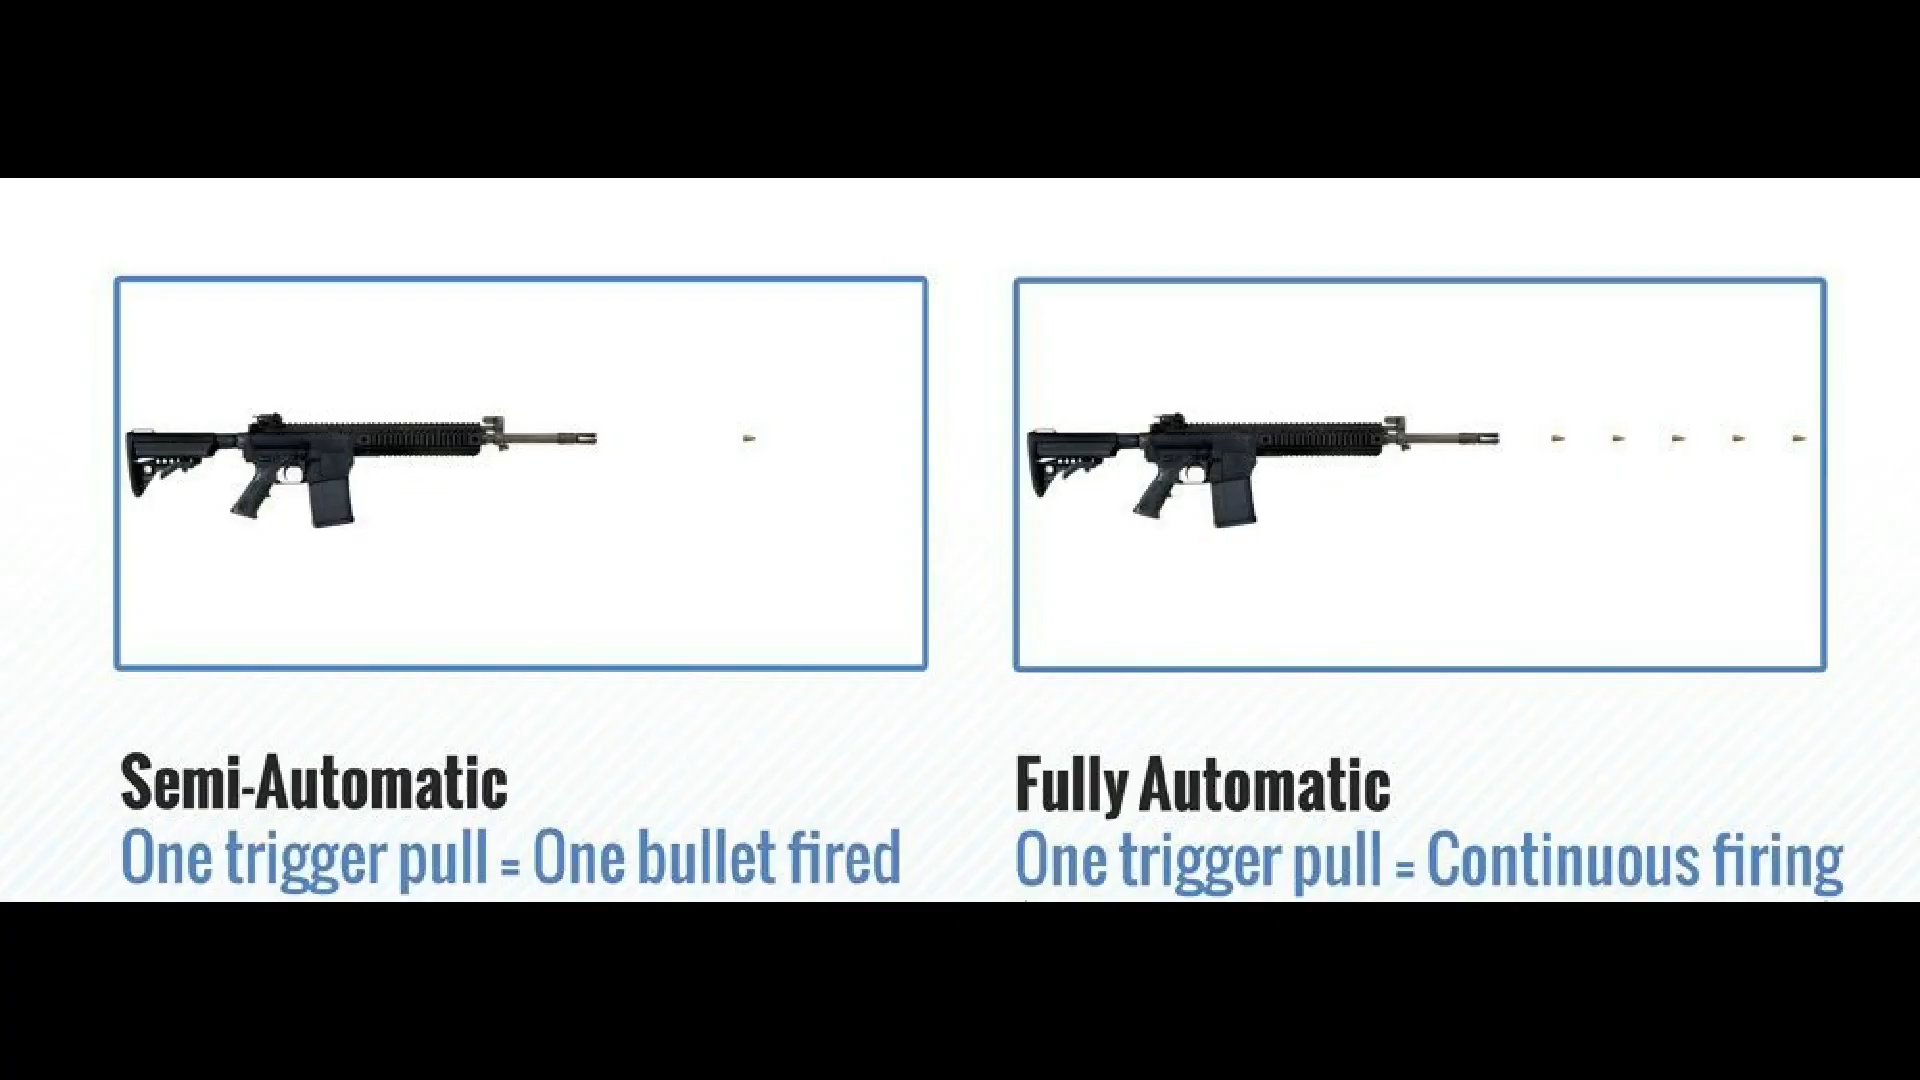 Semi-Automatic
One trigger pull = One bullet fired
Fully Automatic
One trigger pull = Continuous firing